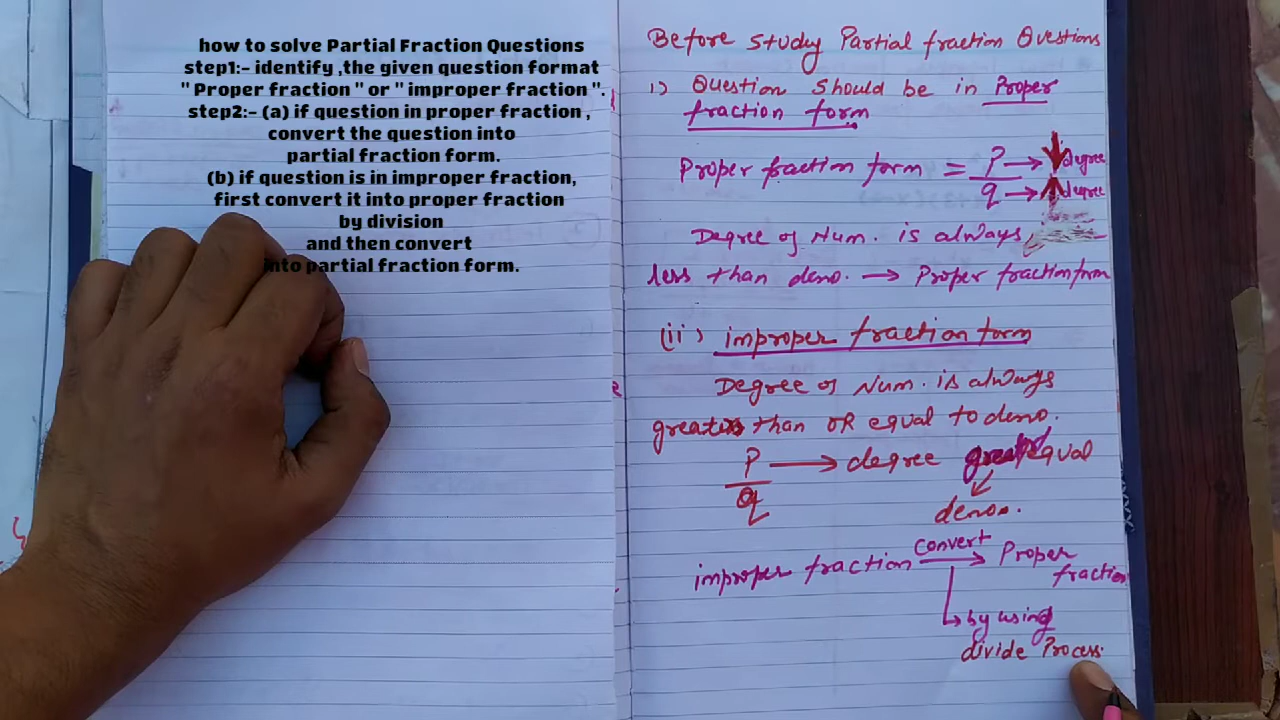 how to solve Partial Fraction Questions
step1:- identify ,the given question format
" Proper fraction " or " improper fraction ".
step2:- (a) if question in proper fraction ,
convert the question into
partial fraction form.
(b) if question is in improper fraction,
first convert it into proper fraction
by division
and then convert
into partial fraction form.
Before study Partial fraction Questions
1) Question should be in Proper
fraction form
Proper fraction form = P → degree
q → degree
Degree of Num. is always
less than deno. → Proper fraction form
(ii) improper fraction form
Degree of Num. is always
greater than OR equal to deno.
P → degree greater equal
q
deno.
improper fraction convert → Proper
fraction
by using
divide Process.